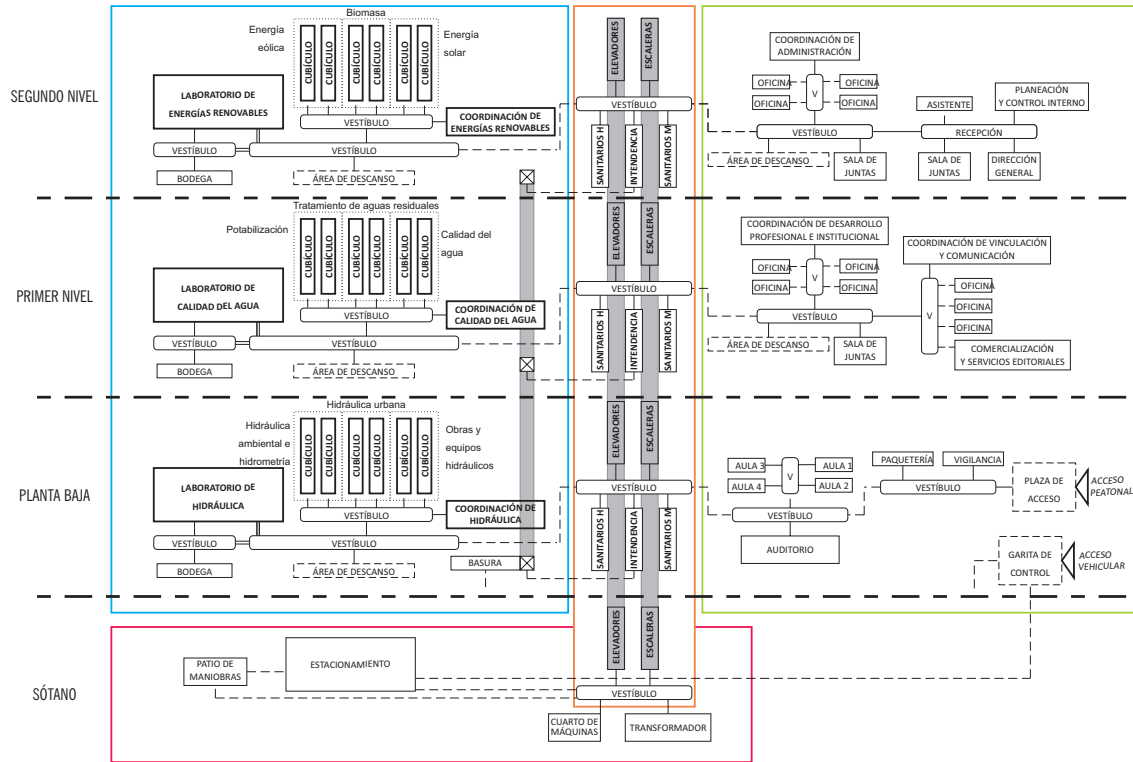 SEGUNDO NIVEL
Biomasa
Energía
eólica
Energía
solar
CUBÍCULO
CUBÍCULO
CUBÍCULO
CUBÍCULO
CUBÍCULO
CUBÍCULO
LABORATORIO DE
ENERGÍAS RENOVABLES
VESTÍBULO
COORDINACIÓN DE
ENERGÍAS RENOVABLES
VESTÍBULO
VESTÍBULO
BODEGA
ÁREA DE DESCANSO
ELEVADORES
ESCALERAS
VESTÍBULO
SANITARIOS H
INTENDENCIA
SANITARIOS M
COORDINACIÓN DE
ADMINISTRACIÓN
OFICINA
OFICINA
V
OFICINA
OFICINA
PLANEACIÓN
Y CONTROL INTERNO
ASISTENTE
VESTÍBULO
RECEPCIÓN
ÁREA DE DESCANSO
SALA DE
JUNTAS
SALA DE
JUNTAS
DIRECCIÓN
GENERAL
PRIMER NIVEL
Tratamiento de aguas residuales
Potabilización
Calidad del
agua
CUBÍCULO
CUBÍCULO
CUBÍCULO
CUBÍCULO
CUBÍCULO
CUBÍCULO
LABORATORIO DE
CALIDAD DEL AGUA
VESTÍBULO
COORDINACIÓN DE
CALIDAD DEL AGUA
VESTÍBULO
VESTÍBULO
BODEGA
ÁREA DE DESCANSO
ELEVADORES
ESCALERAS
VESTÍBULO
SANITARIOS H
INTENDENCIA
SANITARIOS M
COORDINACIÓN DE DESARROLLO
PROFESIONAL E INSTITUCIONAL
OFICINA
OFICINA
V
OFICINA
OFICINA
COORDINACIÓN DE VINCULACIÓN
Y COMUNICACIÓN
OFICINA
OFICINA
V
OFICINA
COMERCIALIZACIÓN
Y SERVICIOS EDITORIALES
VESTÍBULO
ÁREA DE DESCANSO
SALA DE
JUNTAS
PLANTA BAJA
Hidráulica urbana
Hidráulica
ambiental e
hidrometría
Obras y
equipos
hidráulicos
CUBÍCULO
CUBÍCULO
CUBÍCULO
CUBÍCULO
CUBÍCULO
CUBÍCULO
LABORATORIO DE
HIDRÁULICA
VESTÍBULO
COORDINACIÓN DE
HIDRÁULICA
VESTÍBULO
VESTÍBULO
BODEGA
ÁREA DE DESCANSO
BASURA
ELEVADORES
ESCALERAS
VESTÍBULO
SANITARIOS H
INTENDENCIA
SANITARIOS M
AULA 3
AULA 1
V
AULA 4
AULA 2
VESTÍBULO
AUDITORIO
PAQUETERÍA
VIGILANCIA
VESTÍBULO
PLAZA DE
ACCESO
ACCESO
PEATONAL
GARITA DE
CONTROL
ACCESO
VEHICULAR
SÓTANO
PATIO DE
MANIOBRAS
ESTACIONAMIENTO
ELEVADORES
ESCALERAS
VESTÍBULO
CUARTO DE
MÁQUINAS
TRANSFORMADOR